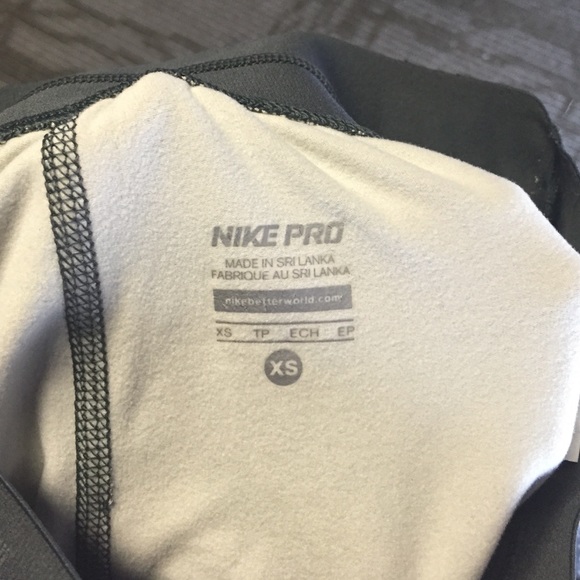 NIKE PRO
MADE IN SRI LANKA
FABRIQUE AU SRI LANKA
nikebetterworld.com
XS TP ECH EP
XS